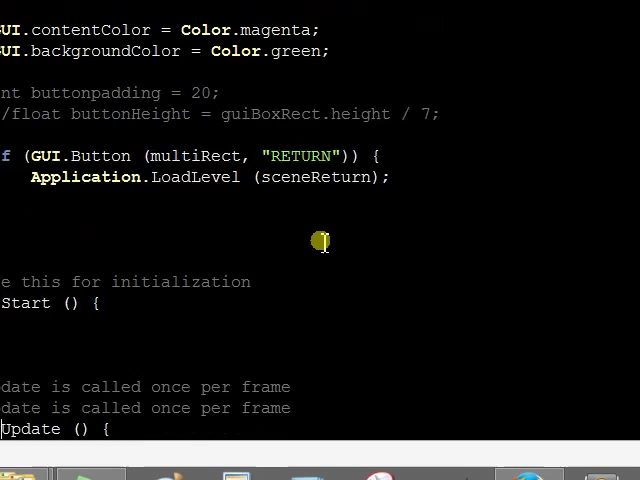 GUI.contentColor = Color.magenta;
GUI.backgroundColor = Color.green;
nt buttonpadding = 20;
/float buttonHeight = guiBoxRect.height / 7;
f (GUI.Button (multiRect, "RETURN")) {
Application.LoadLevel (sceneReturn);
e this for initialization
Start () {
date is called once per frame
date is called once per frame
Update () {